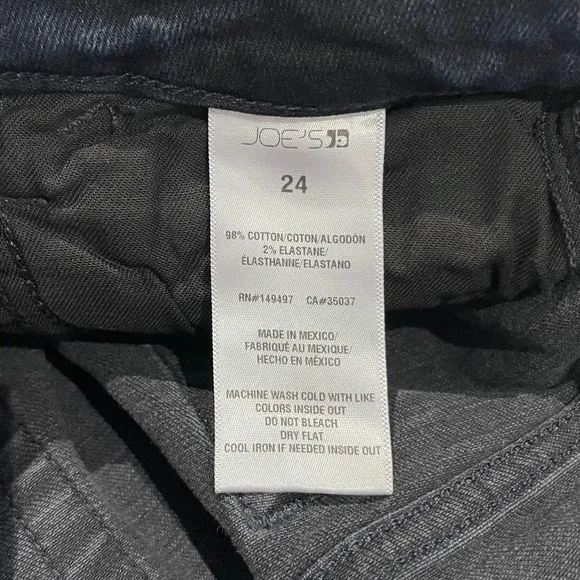 JOE'S
24
98% COTTON/COTON/ALGODÓN
2% ELASTANE/
ÉLASTHANNE/ELASTANO
RN#149497 CA#36037
MADE IN MEXICO/
FABRIQUÉ AU MEXIQUE/
HECHO EN MÉXICO
MACHINE WASH COLD WITH LIKE
COLORS INSIDE OUT
DO NOT BLEACH
DRY FLAT
COOL IRON IF NEEDED INSIDE OUT